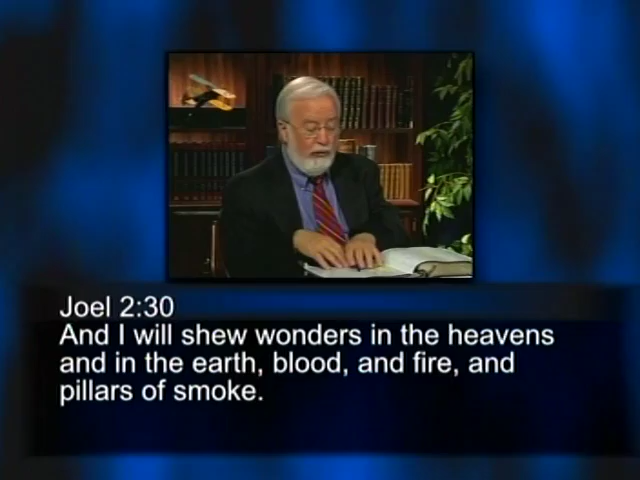 Joel 2:30
And I will shew wonders in the heavens
and in the earth, blood, and fire, and
pillars of smoke.